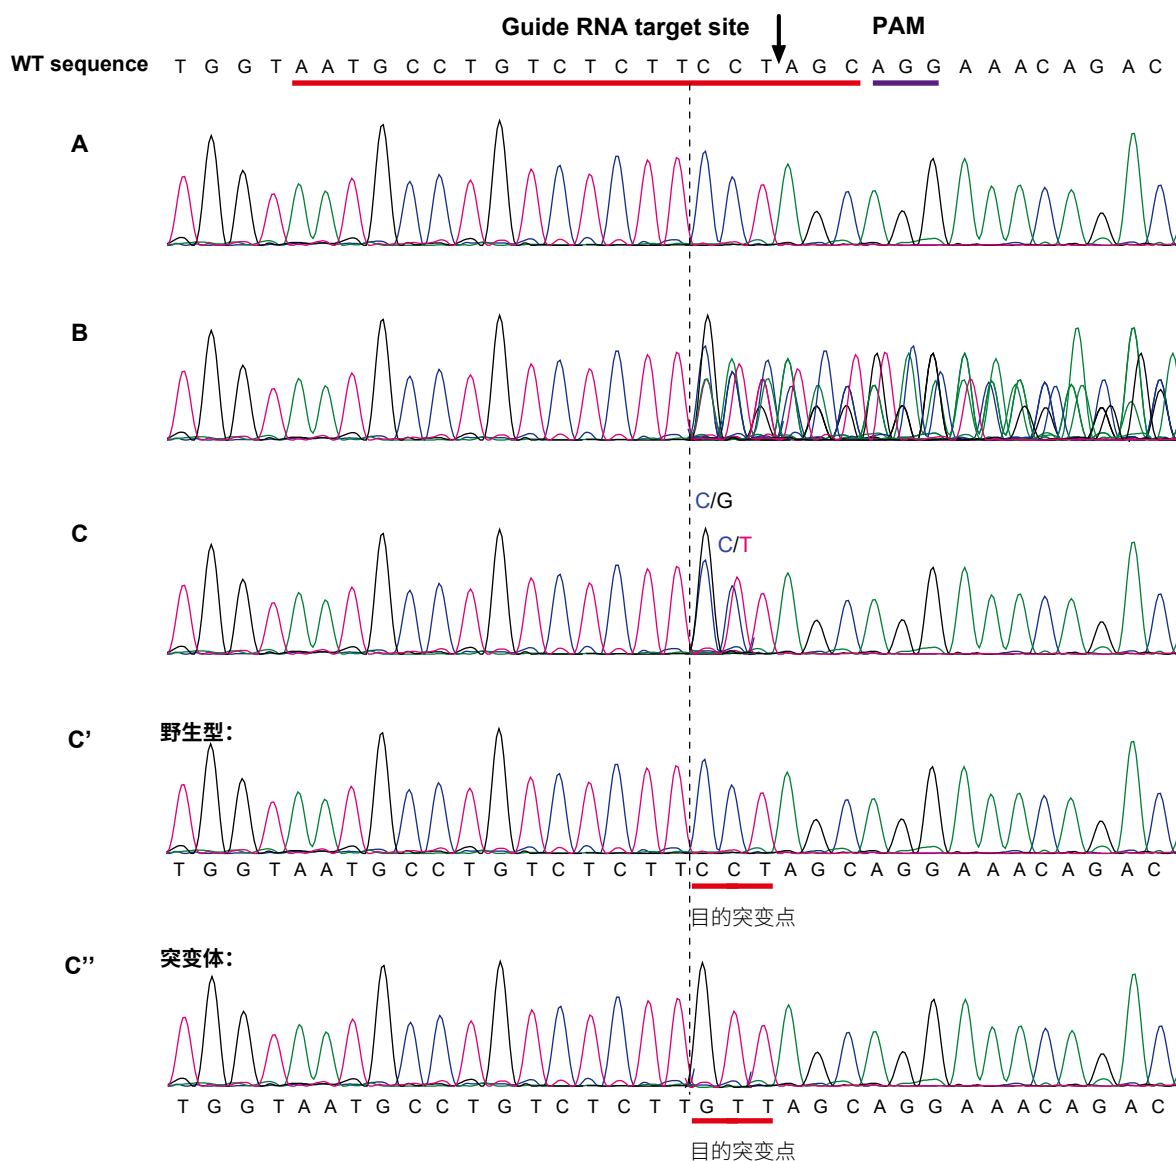 Guide RNA target site PAM
WT sequence T G G T A A T G C C T G T C T C T T C C T A G C A G G A A A C A G A C
A
B
C/G
C
C/T
C’ 野生型：
T G G T A A T G C C T G T C T C T T C C T A G C A G G A A A C A G A C
目的突变点
C’’ 突变体：
T G G T A A T G C C T G T C T C T T G T T A G C A G G A A A C A G A C
目的突变点